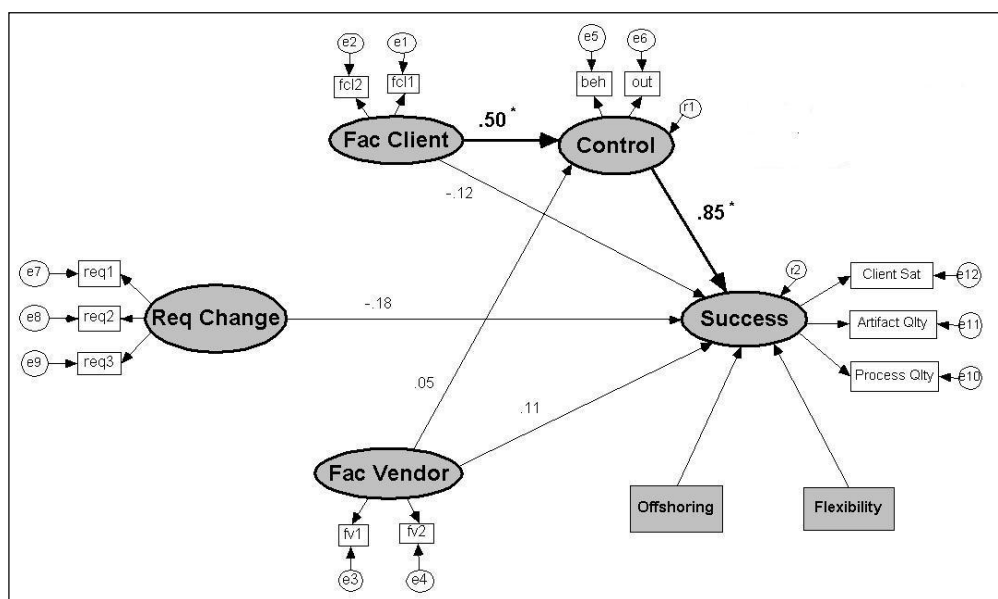 e2
e1
fcl2
fcl1
e5
e6
beh
out
r1
Fac Client
.50 *
Control
-.12
.85 *
e7
req1
e8
req2
e9
req3
Req Change
-.18
r2
Success
Client Sat
e12
Artifact Qlty
e11
Process Qlty
e10
.05
.11
Fac Vendor
fv1
fv2
e3
e4
Offshoring
Flexibility